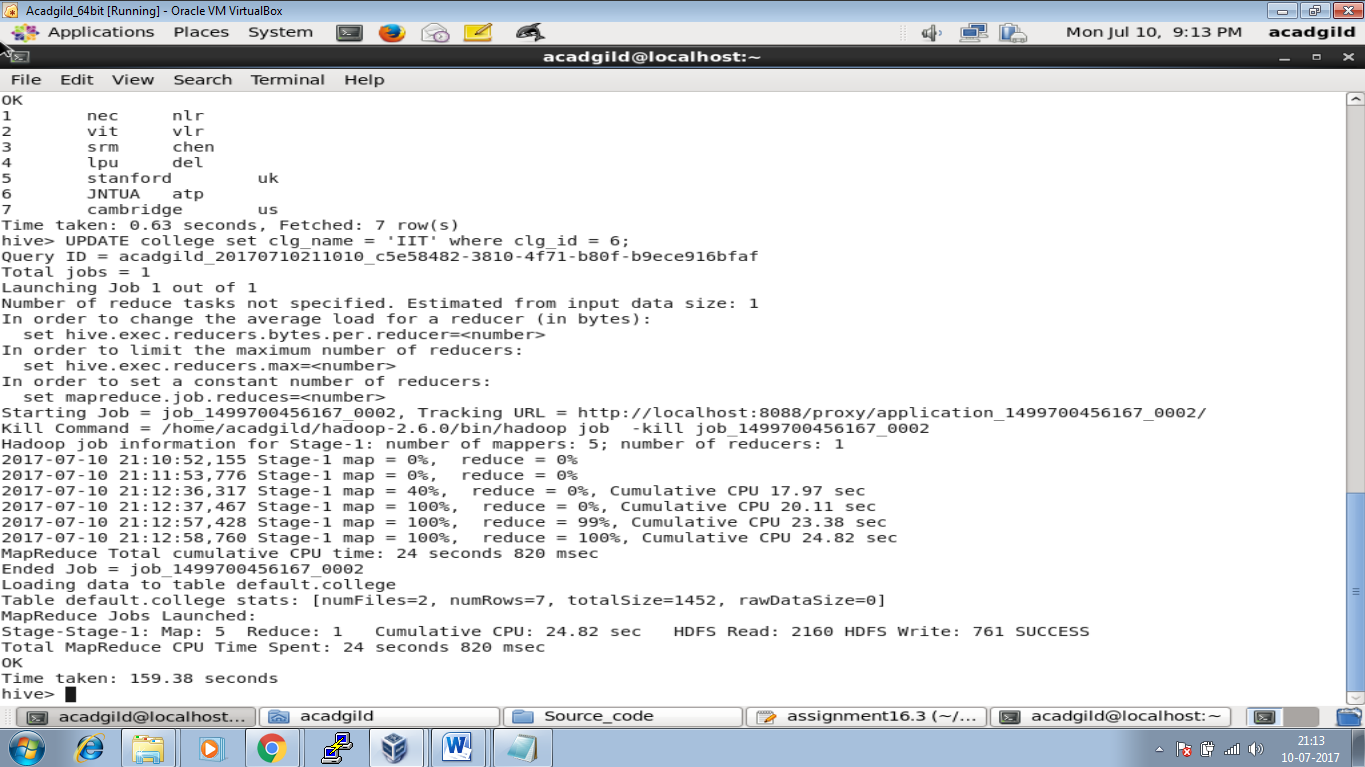 Acadgild_64bit [Running] - Oracle VM VirtualBox
Applications Places System Mon Jul 10, 9:13 PM acadgild
acadgild@localhost:~
File Edit View Search Terminal Help
OK
1 nec nlr
2 vit vlr
3 srm chen
4 lpu del
5 stanford uk
6 JNTUA atp
7 cambridge us
Time taken: 0.63 seconds, Fetched: 7 row(s)
hive> UPDATE college set clg_name = 'IIT' where clg_id = 6;
Query ID = acadgild_20170710211010_c5e58482-3810-4f71-b80f-b9ece916bfaf
Total jobs = 1
Launching Job 1 out of 1
Number of reduce tasks not specified. Estimated from input data size: 1
In order to change the average load for a reducer (in bytes):
  set hive.exec.reducers.bytes.per.reducer=<number>
In order to limit the maximum number of reducers:
  set hive.exec.reducers.max=<number>
In order to set a constant number of reducers:
  set mapreduce.job.reduces=<number>
Starting Job = job_1499700456167_0002, Tracking URL = http://localhost:8088/proxy/application_1499700456167_0002/
Kill Command = /home/acadgild/hadoop-2.6.0/bin/hadoop job  -kill job_1499700456167_0002
Hadoop job information for Stage-1: number of mappers: 5; number of reducers: 1
2017-07-10 21:10:52,155 Stage-1 map = 0%,  reduce = 0%
2017-07-10 21:11:53,776 Stage-1 map = 0%,  reduce = 0%
2017-07-10 21:12:36,317 Stage-1 map = 40%,  reduce = 0%, Cumulative CPU 17.97 sec
2017-07-10 21:12:37,467 Stage-1 map = 100%,  reduce = 0%, Cumulative CPU 20.11 sec
2017-07-10 21:12:57,428 Stage-1 map = 100%,  reduce = 99%, Cumulative CPU 23.38 sec
2017-07-10 21:12:58,760 Stage-1 map = 100%,  reduce = 100%, Cumulative CPU 24.82 sec
MapReduce Total cumulative CPU time: 24 seconds 820 msec
Ended Job = job_1499700456167_0002
Loading data to table default.college
Table default.college stats: [numFiles=2, numRows=7, totalSize=1452, rawDataSize=0]
MapReduce Jobs Launched:
Stage-Stage-1: Map: 5  Reduce: 1   Cumulative CPU: 24.82 sec   HDFS Read: 2160 HDFS Write: 761 SUCCESS
Total MapReduce CPU Time Spent: 24 seconds 820 msec
OK
Time taken: 159.38 seconds
hive>
acadgild@localhost:... acadgild Source_code assignment16.3 (~/... acadgild@localhost:~
21:13
10-07-2017